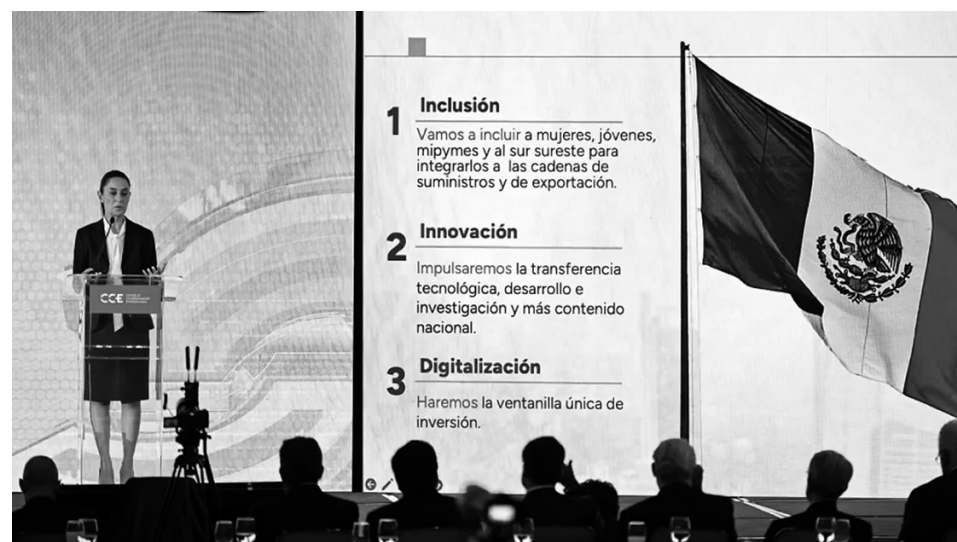 CCE
1
Inclusión
Vamos a incluir a mujeres, jóvenes,
mipymes y al sur sureste para
integrarlos a las cadenas de
suministros y de exportación.
2
Innovación
Impulsaremos la transferencia
tecnológica, desarrollo e
investigación y más contenido
nacional.
3
Digitalización
Haremos la ventanilla única de
inversión.